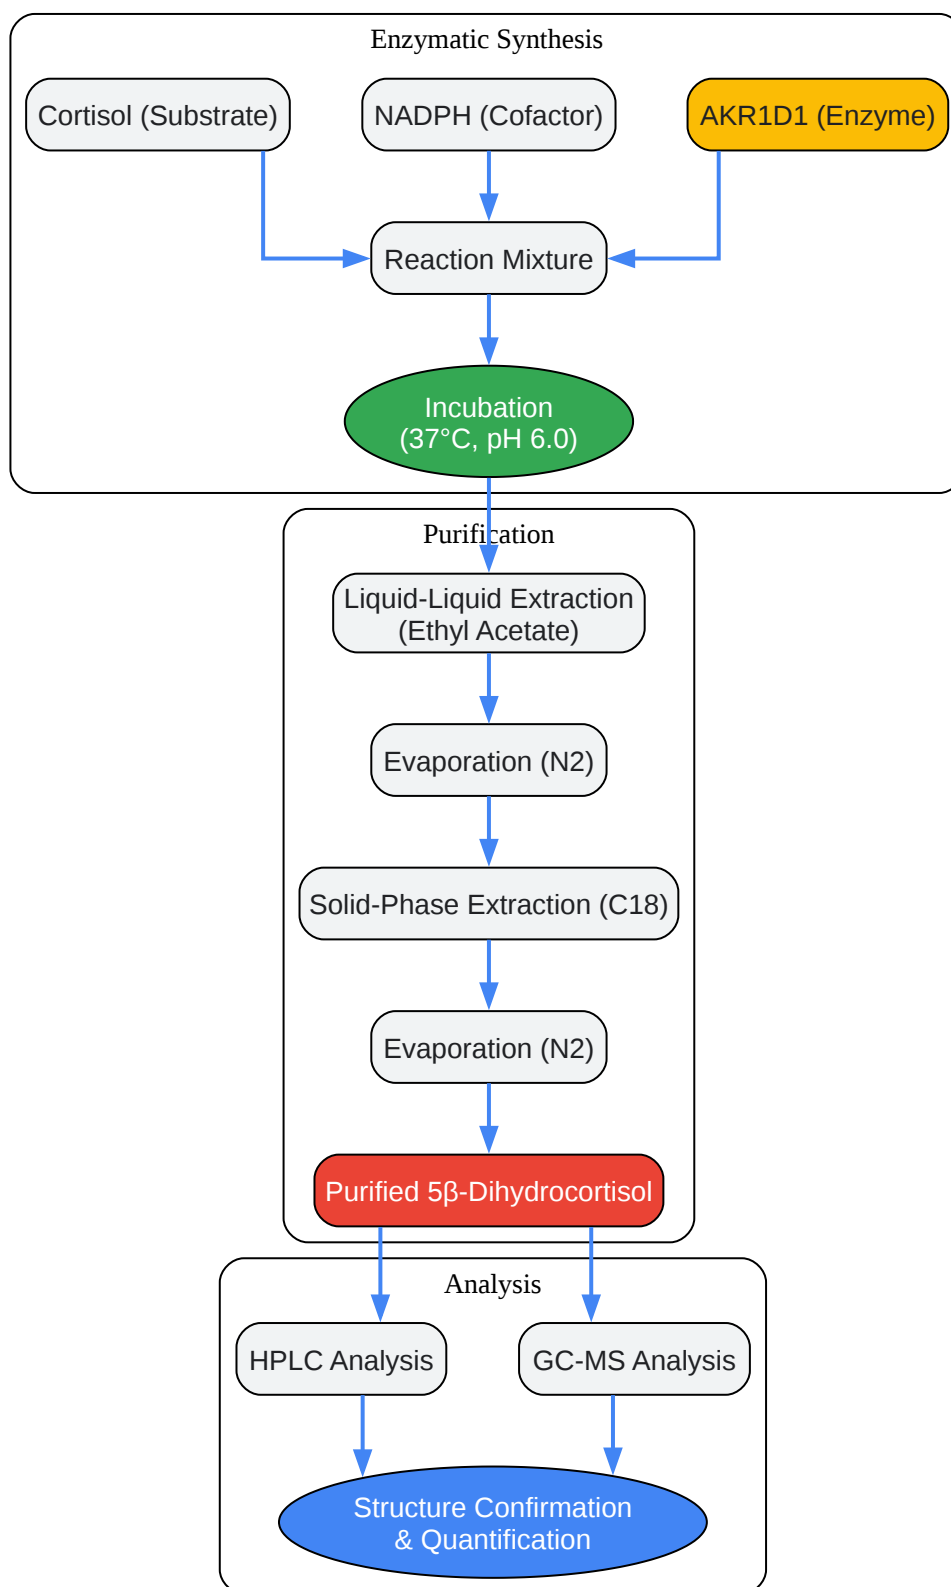 Enzymatic Synthesis
Cortisol (Substrate)
NADPH (Cofactor)
AKR1D1 (Enzyme)
Reaction Mixture
Incubation
(37°C, pH 6.0)
Purification
Liquid-Liquid Extraction
(Ethyl Acetate)
Evaporation (N2)
Solid-Phase Extraction (C18)
Evaporation (N2)
Purified 5β-Dihydrocortisol
Analysis
HPLC Analysis
GC-MS Analysis
Structure Confirmation
& Quantification